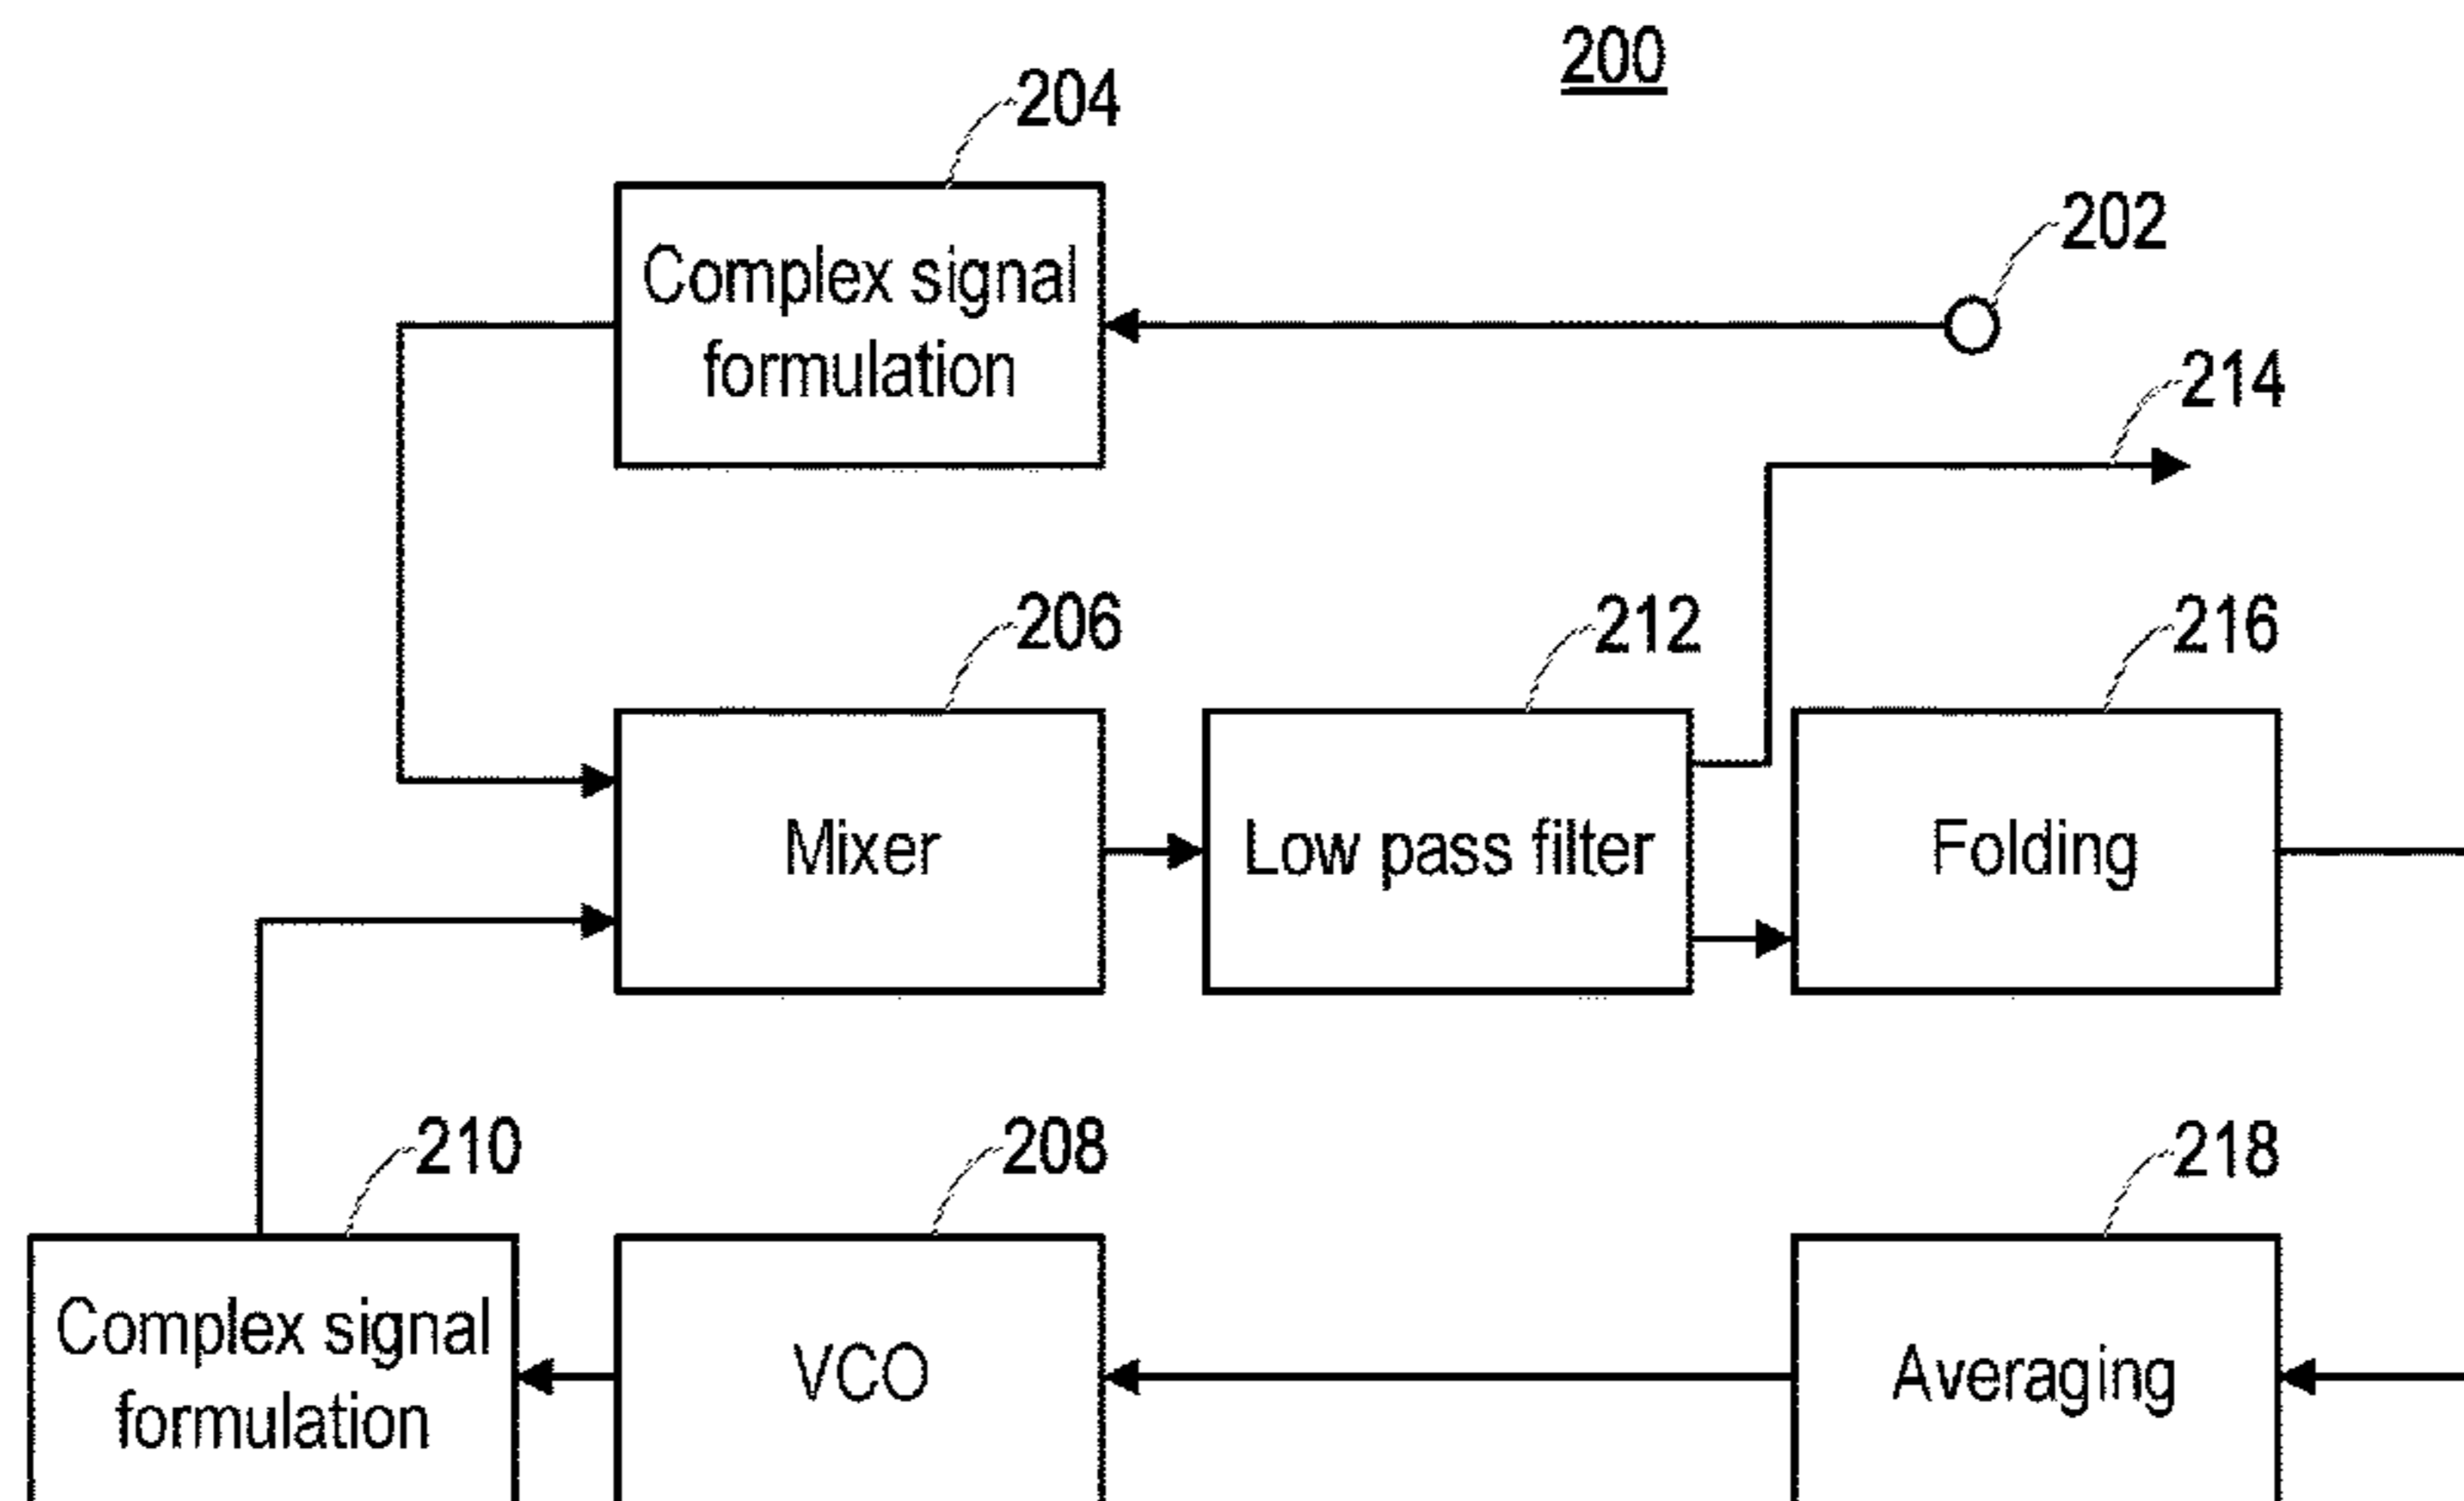 200
204
202
Complex signal
formulation
214
206
212
216
Mixer
Low pass filter
Folding
210
208
218
Complex signal
formulation
VCO
Averaging